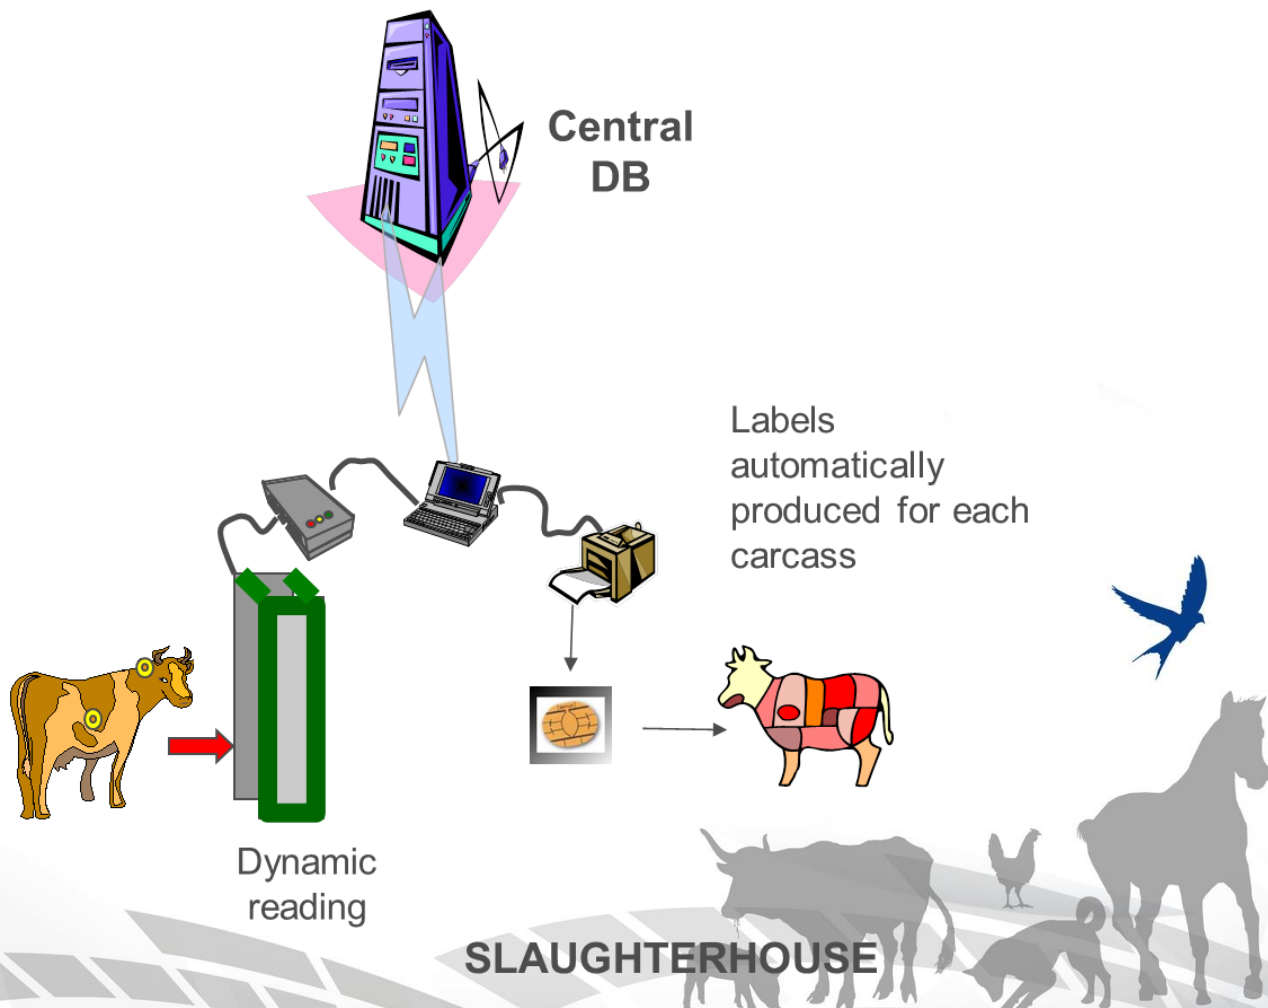 Central
DB
Labels
automatically
produced for each
carcass
Dynamic
reading
SLAUGHTERHOUSE